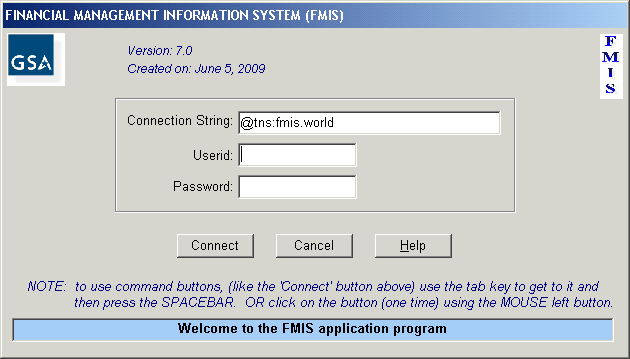 FINANCIAL MANAGEMENT INFORMATION SYSTEM (FMIS)
GSA
Version: 7.0
Created on: June 5, 2009
F
M
I
S
Connection String: @tns:fmis.world
Userid:
Password:
Connect Cancel Help
NOTE: to use command buttons, (like the 'Connect' button above) use the tab key to get to it and
then press the SPACEBAR. OR click on the button (one time) using the MOUSE left button.
Welcome to the FMIS application program